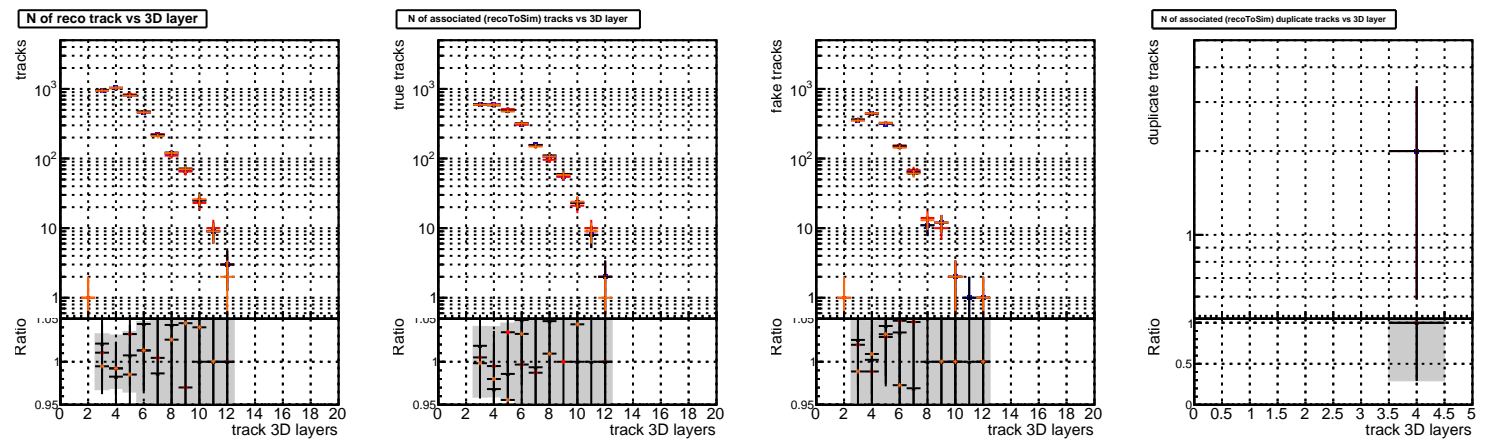 N of reco track vs 3D layer
tracks
10³
10²
10
1
1.05
Ratio
1
0.95
0 2 4 6 8 10 12 14 16 18 20
track 3D layers
N of associated (recoToSim) tracks vs 3D layer
true tracks
10³
10²
10
1
1.05
Ratio
1
0.95
0 2 4 6 8 10 12 14 16 18 20
track 3D layers
fake tracks
10³
10²
10
1
1.05
Ratio
1
0.95
0 2 4 6 8 10 12 14 16 18 20
track 3D layers
N of associated (recoToSim) duplicate tracks vs 3D layer
duplicate tracks
1
Ratio
1
0.5
0
0 0.5 1 1.5 2 2.5 3 3.5 4 4.5 5
track 3D layers